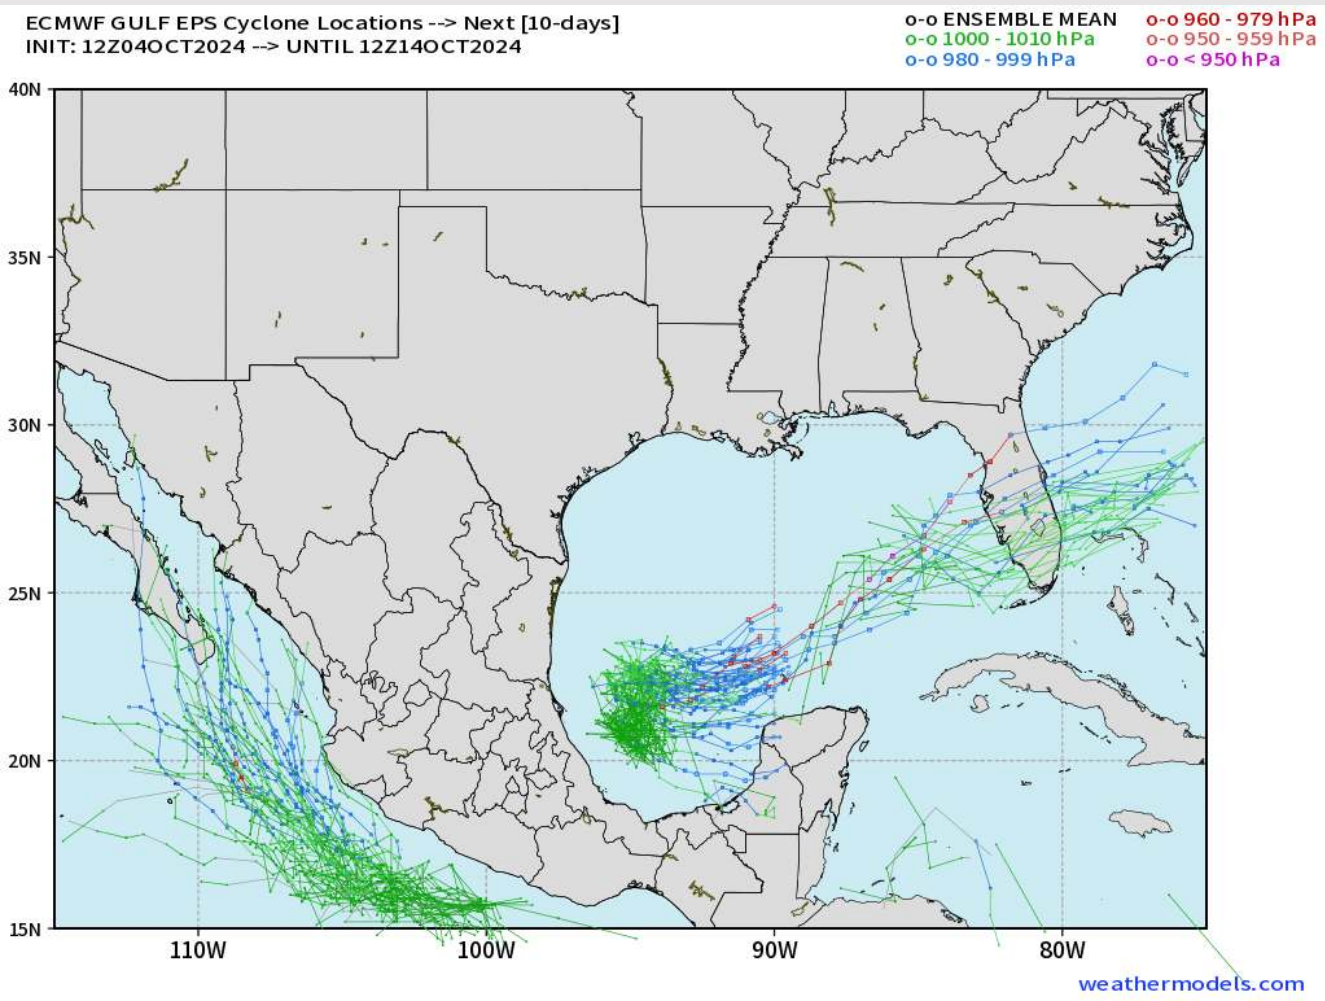 ECMWF GULF EPS Cyclone Locations --> Next [10-days]
INIT: 12Z04OCT2024 --> UNTIL 12Z14OCT2024
o-o ENSEMBLE MEAN
o-o 1000 - 1010 hPa
o-o 980 - 999 hPa
o-o 960 - 979 hPa
o-o 950 - 959 hPa
o-o < 950 hPa
40N
35N
30N
25N
20N
15N
110W
100W
90W
80W
weathermodels.com